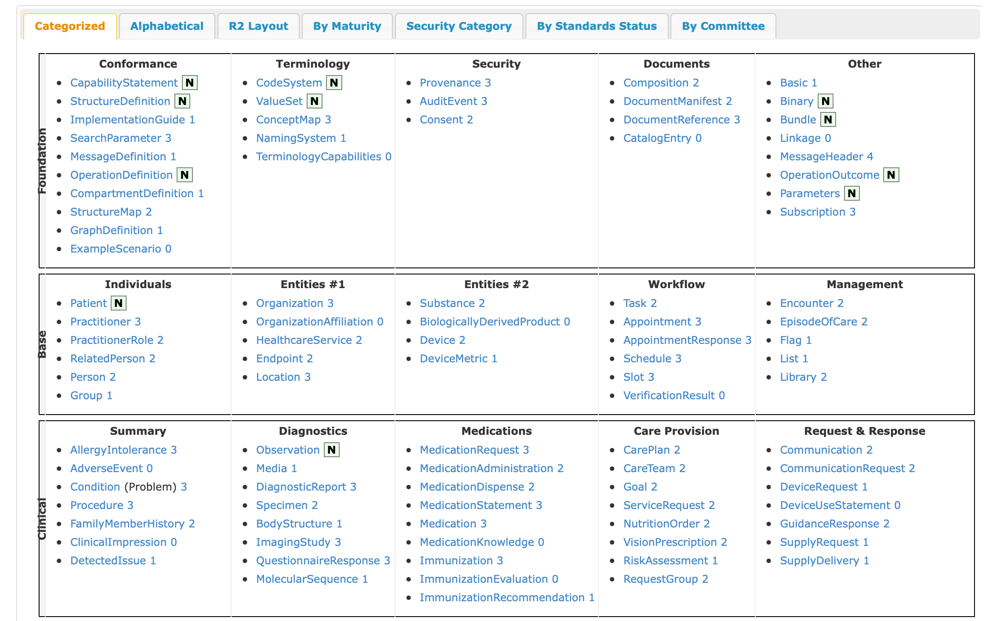 Categorized
Alphabetical
R2 Layout
By Maturity
Security Category
By Standards Status
By Committee
Foundation
Conformance
CapabilityStatement N
StructureDefinition N
ImplementationGuide 1
SearchParameter 3
MessageDefinition 1
OperationDefinition N
CompartmentDefinition 1
StructureMap 2
GraphDefinition 1
ExampleScenario 0
Terminology
CodeSystem N
ValueSet N
ConceptMap 3
NamingSystem 1
TerminologyCapabilities 0
Security
Provenance 3
AuditEvent 3
Consent 2
Documents
Composition 2
DocumentManifest 2
DocumentReference 3
CatalogEntry 0
Other
Basic 1
Binary N
Bundle N
Linkage 0
MessageHeader 4
OperationOutcome N
Parameters N
Subscription 3
Base
Individuals
Patient N
Practitioner 3
PractitionerRole 2
RelatedPerson 2
Person 2
Group 1
Entities #1
Organization 3
OrganizationAffiliation 0
HealthcareService 2
Endpoint 2
Location 3
Entities #2
Substance 2
BiologicallyDerivedProduct 0
Device 2
DeviceMetric 1
Workflow
Task 2
Appointment 3
AppointmentResponse 3
Schedule 3
Slot 3
VerificationResult 0
Management
Encounter 2
EpisodeOfCare 2
Flag 1
List 1
Library 2
Clinical
Summary
AllergyIntolerance 3
AdverseEvent 0
Condition (Problem) 3
Procedure 3
FamilyMemberHistory 2
ClinicalImpression 0
DetectedIssue 1
Diagnostics
Observation N
Media 1
DiagnosticReport 3
Specimen 2
BodyStructure 1
ImagingStudy 3
QuestionnaireResponse 3
MolecularSequence 1
Medications
MedicationRequest 3
MedicationAdministration 2
MedicationDispense 2
MedicationStatement 3
Medication 3
MedicationKnowledge 0
Immunization 3
ImmunizationEvaluation 0
ImmunizationRecommendation 1
Care Provision
CarePlan 2
CareTeam 2
Goal 2
ServiceRequest 2
NutritionOrder 2
VisionPrescription 2
RiskAssessment 1
RequestGroup 2
Request & Response
Communication 2
CommunicationRequest 2
DeviceRequest 1
DeviceUseStatement 0
GuidanceResponse 2
SupplyRequest 1
SupplyDelivery 1